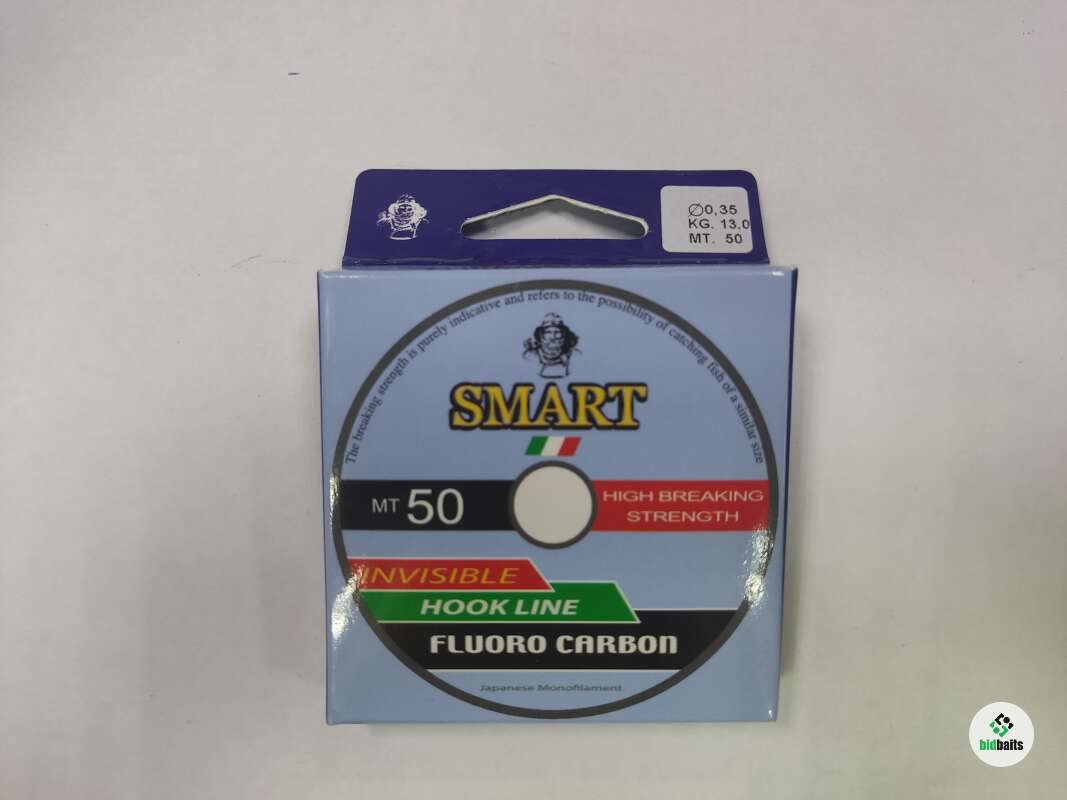 Ø0,35
KG. 13,0
MT. 50
The breaking strength is purely indicative and refers to the possibility of catching fish of a similar size
SMART
MT 50
HIGH BREAKING
STRENGTH
INVISIBLE
HOOK LINE
FLUORO CARBON
Japanese Monofilament
bidbaits